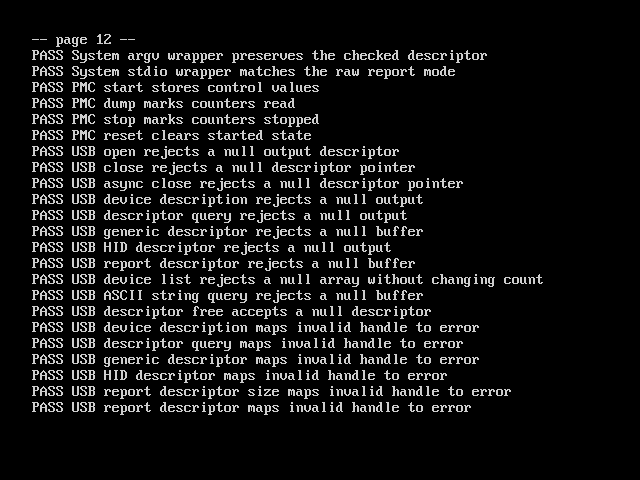 -- page 12 --
PASS System argv wrapper preserves the checked descriptor
PASS System stdio wrapper matches the raw report mode
PASS PMC start stores control values
PASS PMC dump marks counters read
PASS PMC stop marks counters stopped
PASS PMC reset clears started state
PASS USB open rejects a null output descriptor
PASS USB close rejects a null descriptor pointer
PASS USB async close rejects a null descriptor pointer
PASS USB device description rejects a null output
PASS USB descriptor query rejects a null output
PASS USB generic descriptor rejects a null buffer
PASS USB HID descriptor rejects a null output
PASS USB report descriptor rejects a null buffer
PASS USB device list rejects a null array without changing count
PASS USB ASCII string query rejects a null buffer
PASS USB descriptor free accepts a null descriptor
PASS USB device description maps invalid handle to error
PASS USB descriptor query maps invalid handle to error
PASS USB generic descriptor maps invalid handle to error
PASS USB HID descriptor maps invalid handle to error
PASS USB report descriptor size maps invalid handle to error
PASS USB report descriptor maps invalid handle to error